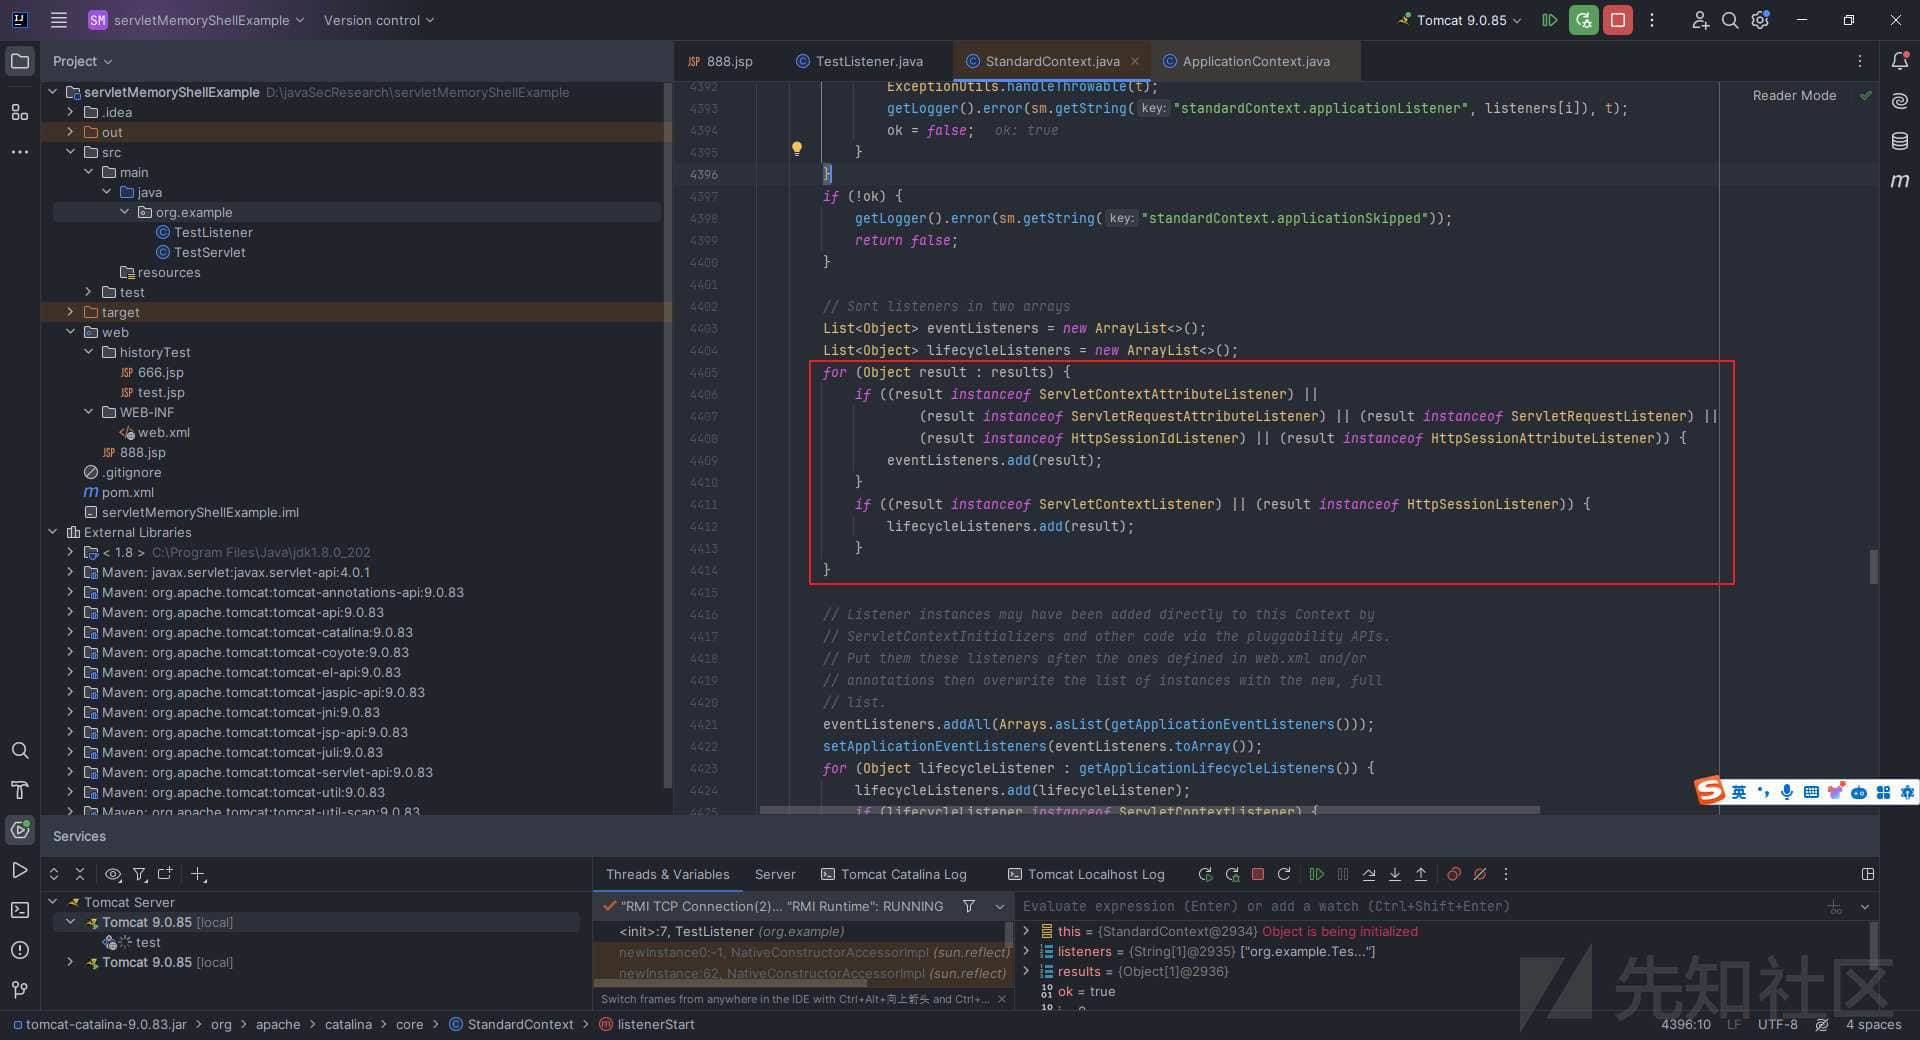 SM servletMemoryShellExample Version control Tomcat 9.0.85
Project
888.jsp TestListener.java StandardContext.java ApplicationContext.java
Reader Mode
servletMemoryShellExample D:\javaSecResearch\servletMemoryShellExample
.idea
out
src
main
java
org.example
TestListener
TestServlet
resources
test
target
web
historyTest
666.jsp
test.jsp
WEB-INF
web.xml
888.jsp
.gitignore
pom.xml
servletMemoryShellExample.iml
External Libraries
< 1.8 > C:\Program Files\Java\jdk1.8.0_202
Maven: javax.servlet:javax.servlet-api:4.0.1
Maven: org.apache.tomcat:tomcat-annotations-api:9.0.83
Maven: org.apache.tomcat:tomcat-api:9.0.83
Maven: org.apache.tomcat:tomcat-catalina:9.0.83
Maven: org.apache.tomcat:tomcat-coyote:9.0.83
Maven: org.apache.tomcat:tomcat-el-api:9.0.83
Maven: org.apache.tomcat:tomcat-jaspic-api:9.0.83
Maven: org.apache.tomcat:tomcat-jni:9.0.83
Maven: org.apache.tomcat:tomcat-jsp-api:9.0.83
Maven: org.apache.tomcat:tomcat-juli:9.0.83
Maven: org.apache.tomcat:tomcat-servlet-api:9.0.83
Maven: org.apache.tomcat:tomcat-util:9.0.83
Maven: org.apache.tomcat:tomcat-util-scan:9.0.83
4392 ExceptionUtils.handleThrowable(t);
4393 getLogger().error(sm.getString( key: "standardContext.applicationListener", listeners[i]), t);
4394 ok = false; ok: true
4395 }
4396 }
4397 if (!ok) {
4398 getLogger().error(sm.getString( key: "standardContext.applicationSkipped"));
4399 return false;
4400 }
4401
4402 // Sort listeners in two arrays
4403 List<Object> eventListeners = new ArrayList<>();
4404 List<Object> lifecycleListeners = new ArrayList<>();
4405 for (Object result : results) {
4406 if ((result instanceof ServletContextAttributeListener) ||
4407 (result instanceof ServletRequestAttributeListener) || (result instanceof ServletRequestListener) ||
4408 (result instanceof HttpSessionIdListener) || (result instanceof HttpSessionAttributeListener)) {
4409 eventListeners.add(result);
4410 }
4411 if ((result instanceof ServletContextListener) || (result instanceof HttpSessionListener)) {
4412 lifecycleListeners.add(result);
4413 }
4414 }
4415
4416 // Listener instances may have been added directly to this Context by
4417 // ServletContextInitializers and other code via the pluggability APIs.
4418 // Put them these listeners after the ones defined in web.xml and/or
4419 // annotations then overwrite the list of instances with the new, full
4420 // list.
4421 eventListeners.addAll(Arrays.asList(getApplicationEventListeners()));
4422 setApplicationEventListeners(eventListeners.toArray());
4423 for (Object lifecycleListener : getApplicationLifecycleListeners()) {
4424 lifecycleListeners.add(lifecycleListener);
4425 if (lifecycleListener instanceof ServletContextListener) {
英
Services
Threads & Variables Server Tomcat Catalina Log Tomcat Localhost Log
Tomcat Server
Tomcat 9.0.85 [local]
test
Tomcat 9.0.85 [local]
"RMI TCP Connection(2)... "RMI Runtime": RUNNING
<init>:7, TestListener (org.example)
newInstance0:-1, NativeConstructorAccessorImpl (sun.reflect)
newInstance:62, NativeConstructorAccessorImpl (sun.reflect)
Switch frames from anywhere in the IDE with Ctrl+Alt+向上箭头 and Ctrl+...
Evaluate expression (Enter) or add a watch (Ctrl+Shift+Enter)
this = {StandardContext@2934} Object is being initialized
listeners = {String[1]@2935} ["org.example.Tes..."]
results = {Object[1]@2936}
ok = true
先知社区
tomcat-catalina-9.0.83.jar > org > apache > catalina > core > StandardContext > listenerStart
4396:10 LF UTF-8 4 spaces